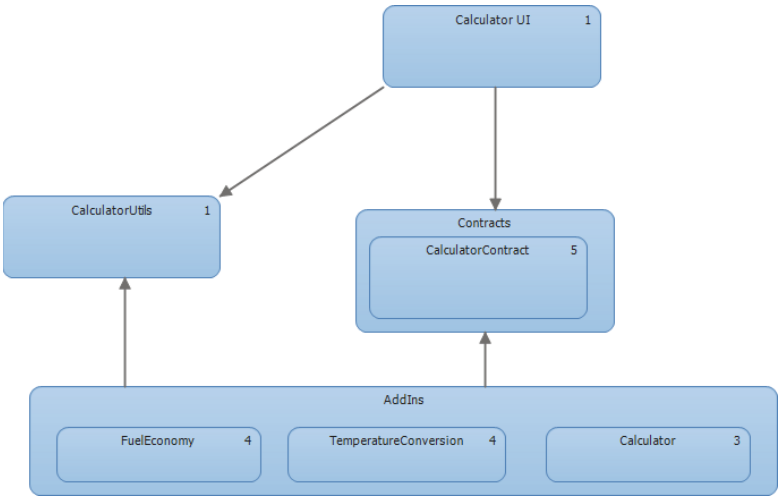 Calculator UI 1
CalculatorUtils 1
Contracts
CalculatorContract 5
AddIns
FuelEconomy 4
TemperatureConversion 4
Calculator 3